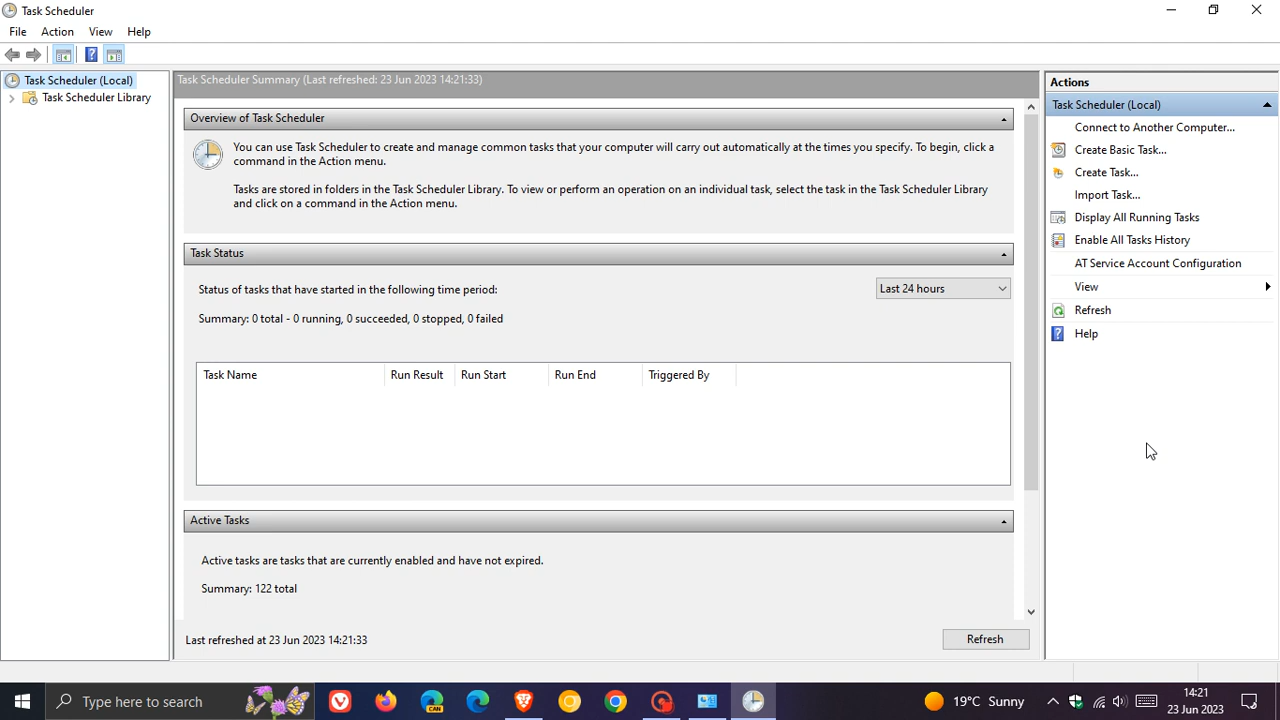 Task Scheduler
File Action View Help
Task Scheduler (Local)
Task Scheduler Library
Task Scheduler Summary (Last refreshed: 23 Jun 2023 14:21:33)
Overview of Task Scheduler
You can use Task Scheduler to create and manage common tasks that your computer will carry out automatically at the times you specify. To begin, click a
command in the Action menu.
Tasks are stored in folders in the Task Scheduler Library. To view or perform an operation on an individual task, select the task in the Task Scheduler Library
and click on a command in the Action menu.
Task Status
Status of tasks that have started in the following time period:
Last 24 hours
Summary: 0 total - 0 running, 0 succeeded, 0 stopped, 0 failed
Task Name Run Result Run Start Run End Triggered By
Active Tasks
Active tasks are tasks that are currently enabled and have not expired.
Summary: 122 total
Last refreshed at 23 Jun 2023 14:21:33
Refresh
Actions
Task Scheduler (Local)
Connect to Another Computer...
Create Basic Task...
Create Task...
Import Task...
Display All Running Tasks
Enable All Tasks History
AT Service Account Configuration
View
Refresh
Help
Type here to search
CAN
19°C Sunny
14:21
23 Jun 2023